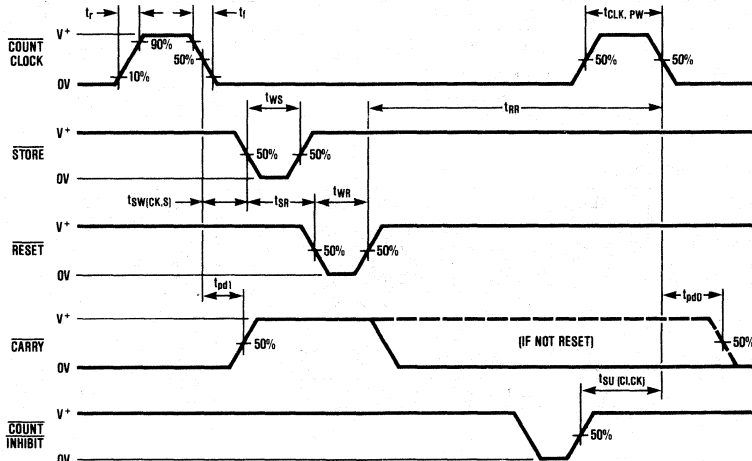 tr
tf
tCLK, PW
COUNT
CLOCK
V+
90%
50%
10%
0V
50%
50%
tWS
tRR
STORE
V+
50%
50%
0V
tSW(CK,S)
tSR
tWR
RESET
V+
50%
50%
0V
tpd1
tpd0
CARRY
V+
50%
(IF NOT RESET)
50%
0V
tSU (CI,CK)
COUNT
INHIBIT
V+
50%
0V